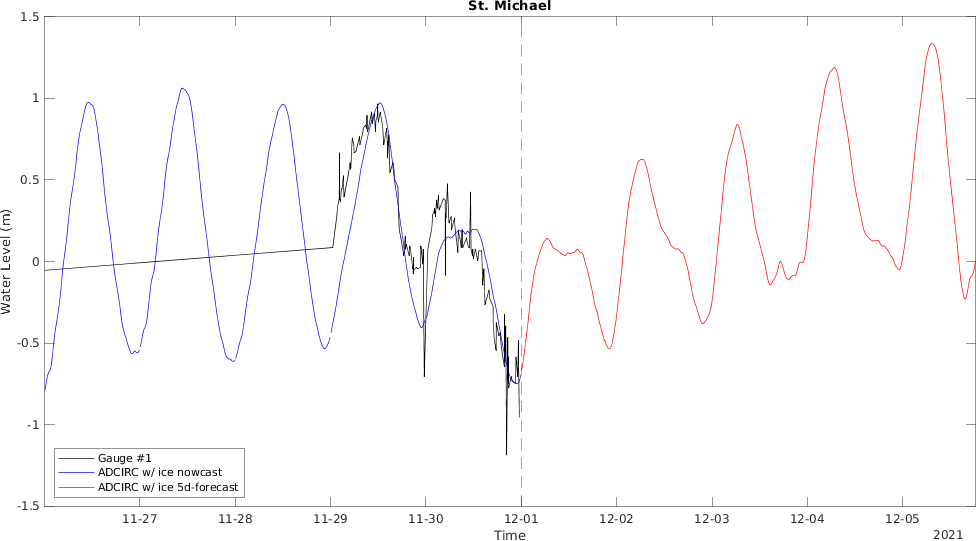 St. Michael
1.5
1
0.5
0
-0.5
-1
-1.5
Water Level (m)
Gauge #1
ADCIRC w/ ice nowcast
ADCIRC w/ ice 5d-forecast
11-27 11-28 11-29 11-30 12-01 12-02 12-03 12-04 12-05
Time
2021